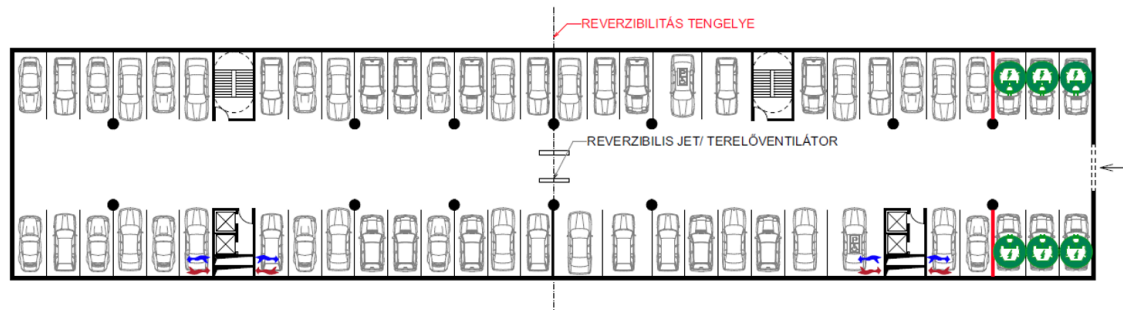 REVERZIBILITÁS TENGELYE
REVERZIBILIS JET/ TERELŐVENTILÁTOR